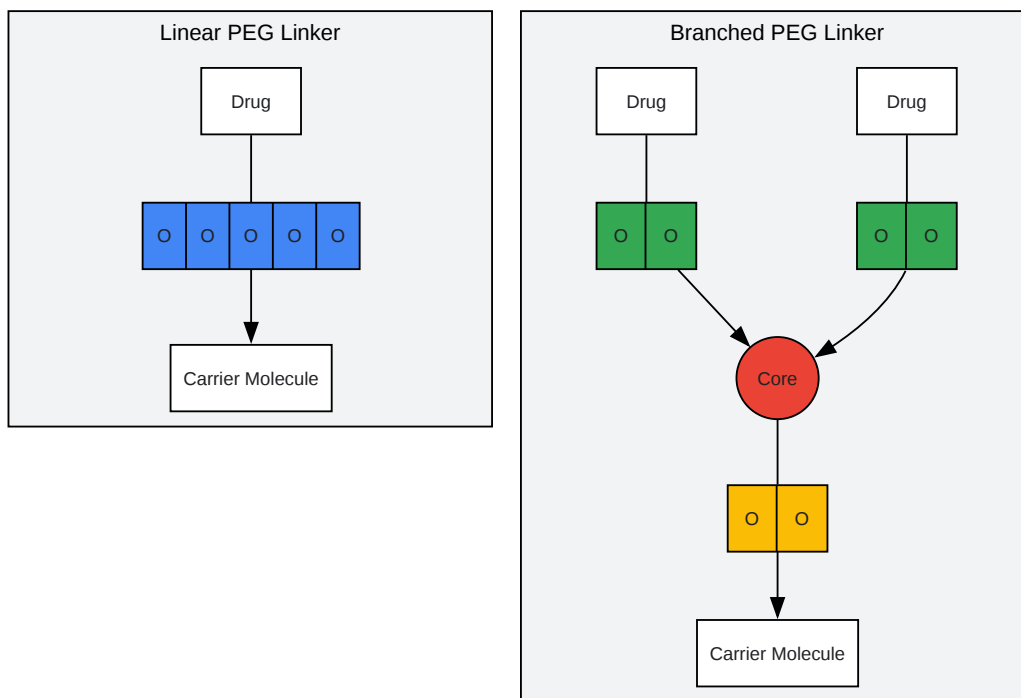 Linear PEG Linker
Drug
O O O O O
Carrier Molecule
Branched PEG Linker
Drug Drug
O O O O
Core
O O
Carrier Molecule